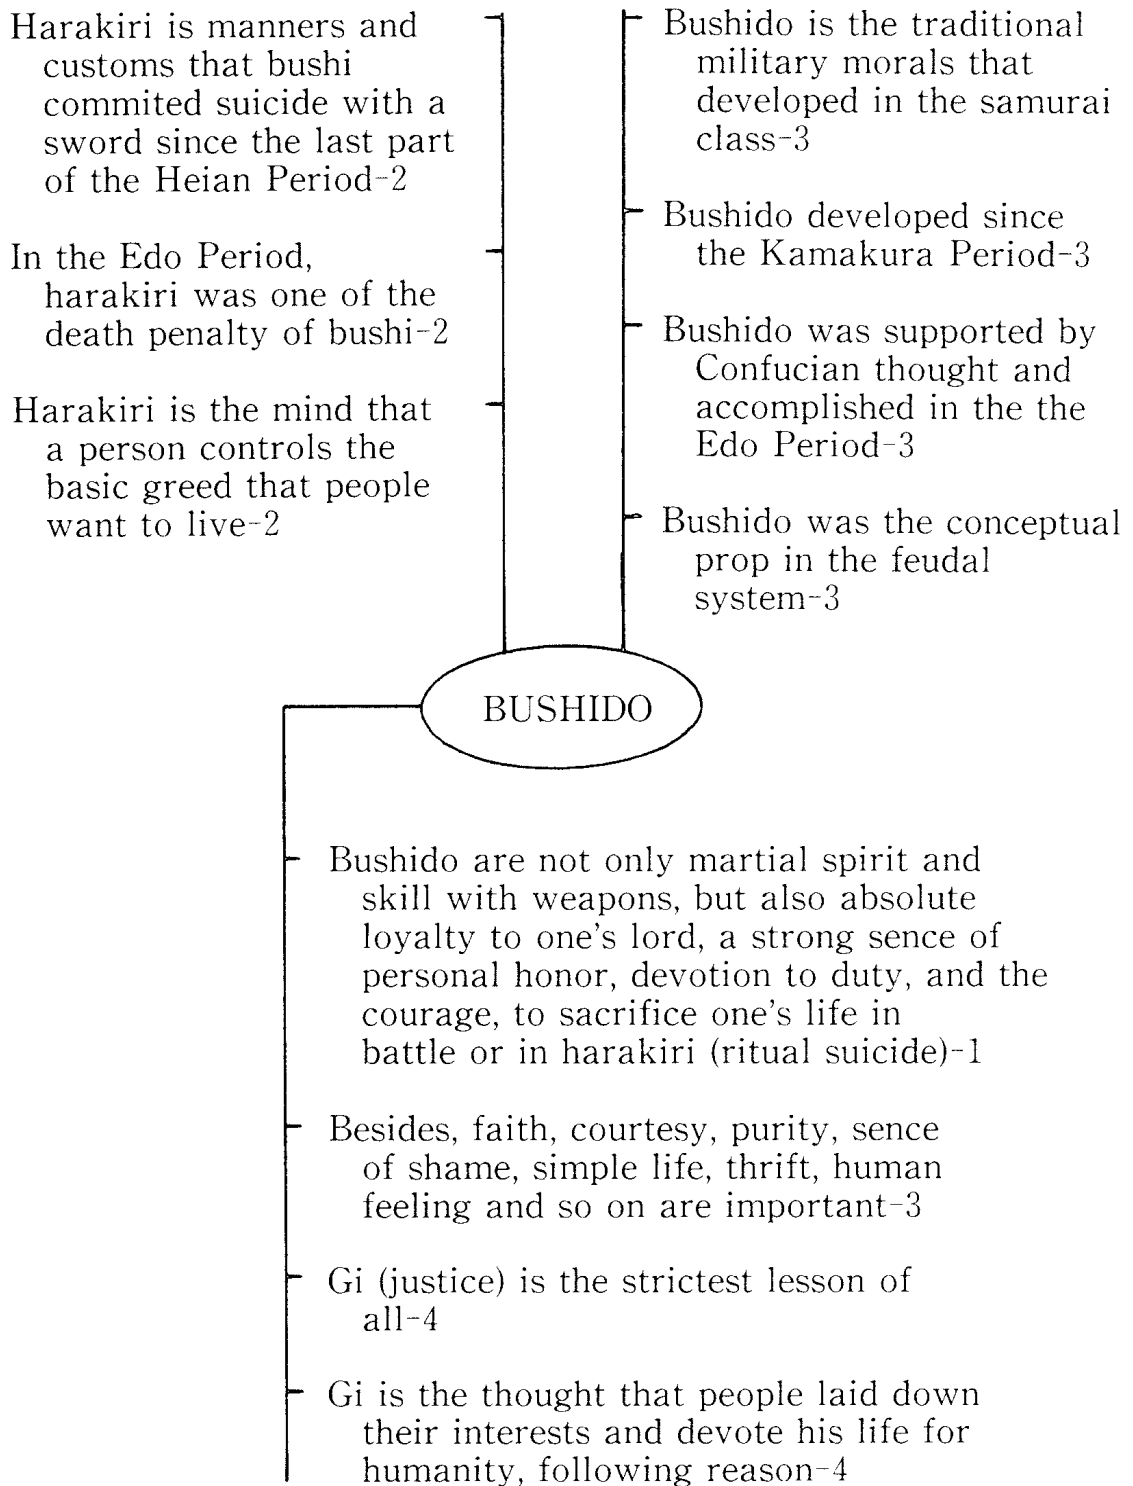 Harakiri is manners and
customs that bushi
commited suicide with a
sword since the last part
of the Heian Period-2
In the Edo Period,
harakiri was one of the
death penalty of bushi-2
Harakiri is the mind that
a person controls the
basic greed that people
want to live-2
Bushido is the traditional
military morals that
developed in the samurai
class-3
Bushido developed since
the Kamakura Period-3
Bushido was supported by
Confucian thought and
accomplished in the the
Edo Period-3
Bushido was the conceptual
prop in the feudal
system-3
BUSHIDO
Bushido are not only martial spirit and
skill with weapons, but also absolute
loyalty to one's lord, a strong sence of
personal honor, devotion to duty, and the
courage, to sacrifice one's life in
battle or in harakiri (ritual suicide)-1
Besides, faith, courtesy, purity, sence
of shame, simple life, thrift, human
feeling and so on are important-3
Gi (justice) is the strictest lesson of
all-4
Gi is the thought that people laid down
their interests and devote his life for
humanity, following reason-4